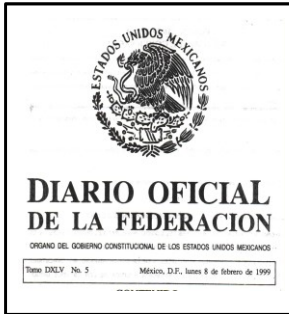 ESTADOS UNIDOS MEXICANOS
DIARIO OFICIAL
DE LA FEDERACION
ORGANO DEL GOBIERNO CONSTITUCIONAL DE LOS ESTADOS UNIDOS MEXICANOS
Tomo DXLV No. 5 México, D.F., lunes 8 de febrero de 1999